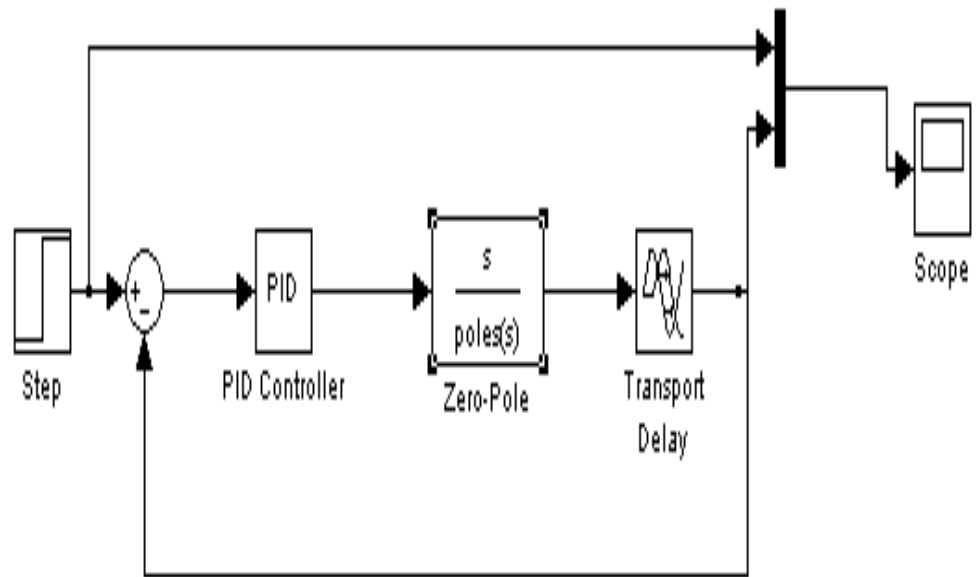 Scope
+
-
PID
s
poles(s)
Step
PID Controller
Zero-Pole
Transport
Delay